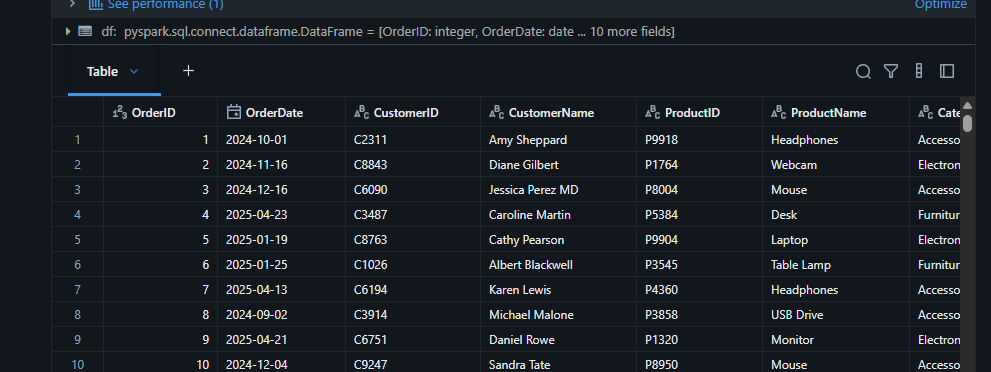 See performance (1) Optimize
df: pyspark.sql.connect.dataframe.DataFrame = [OrderID: integer, OrderDate: date ... 10 more fields]
Table +
OrderID OrderDate CustomerID CustomerName ProductID ProductName Cate
1 1 2024-10-01 C2311 Amy Sheppard P9918 Headphones Accesso
2 2 2024-11-16 C8843 Diane Gilbert P1764 Webcam Electron
3 3 2024-12-16 C6090 Jessica Perez MD P8004 Mouse Accesso
4 4 2025-04-23 C3487 Caroline Martin P5384 Desk Furnitur
5 5 2025-01-19 C8763 Cathy Pearson P9904 Laptop Electron
6 6 2025-01-25 C1026 Albert Blackwell P3545 Table Lamp Furnitur
7 7 2025-04-13 C6194 Karen Lewis P4360 Headphones Accesso
8 8 2024-09-02 C3914 Michael Malone P3858 USB Drive Accesso
9 9 2025-04-21 C6751 Daniel Rowe P1320 Monitor Electron
10 10 2024-12-04 C9247 Sandra Tate P8950 Mouse Accesso